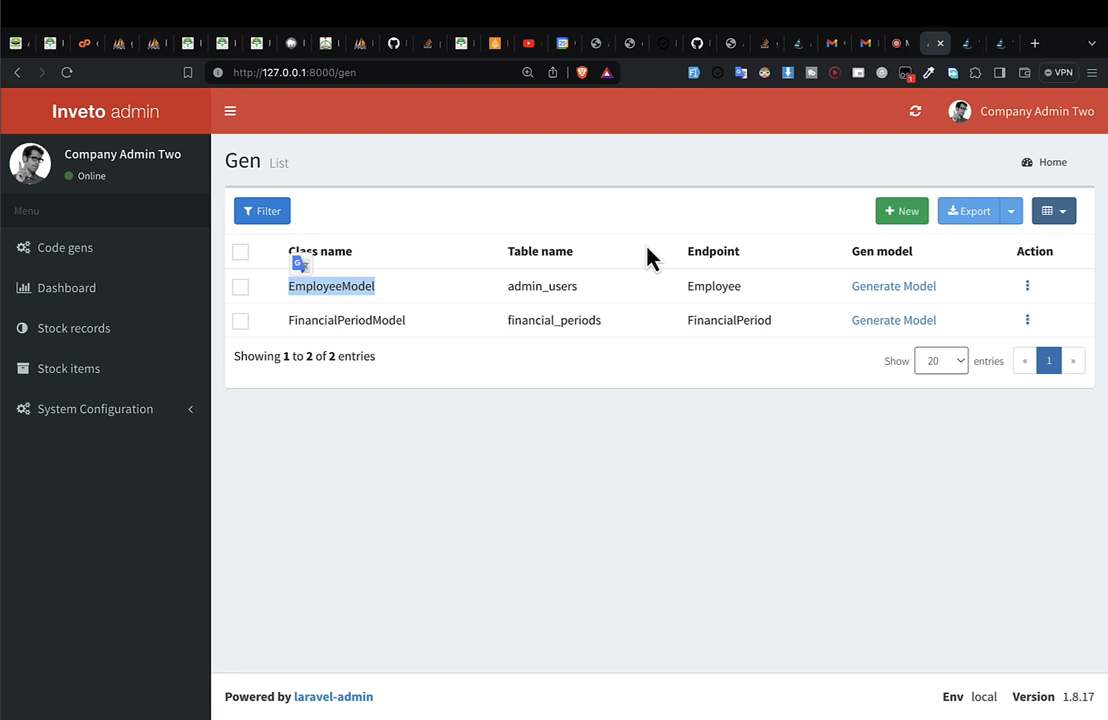 http://127.0.0.1:8000/gen
1
VPN
Inveto admin
Company Admin Two
Company Admin Two
Online
Menu
Code gens
Dashboard
Stock records
Stock items
System Configuration
Gen List
Home
Filter
New
Export
Class name Table name Endpoint Gen model Action
EmployeeModel admin_users Employee Generate Model
FinancialPeriodModel financial_periods FinancialPeriod Generate Model
Showing 1 to 2 of 2 entries
Show 20 entries « 1 »
Powered by laravel-admin
Env local Version 1.8.17